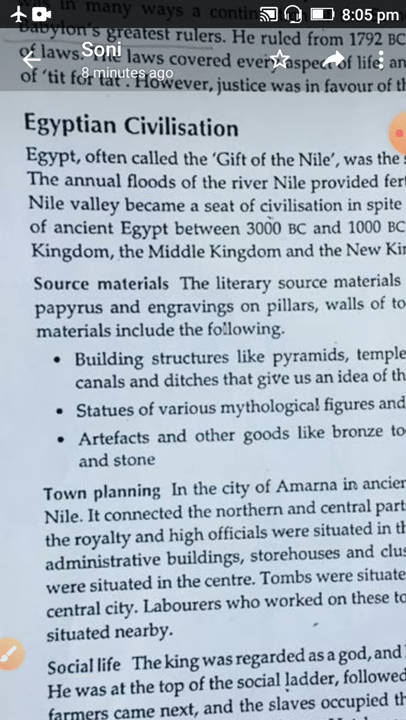 was in many ways a contin
8:05 pm
Babylon's greatest rulers. He ruled from 1792 BC
of laws. The laws covered every aspect of life an
Soni
8 minutes ago
of 'tit for tat'. However, justice was in favour of th
Egyptian Civilisation
Egypt, often called the 'Gift of the Nile', was the s
The annual floods of the river Nile provided fert
Nile valley became a seat of civilisation in spite
of ancient Egypt between 3000 BC and 1000 BC
Kingdom, the Middle Kingdom and the New Kin
Source materials The literary source materials
papyrus and engravings on pillars, walls of to
materials include the following.
• Building structures like pyramids, temple
canals and ditches that give us an idea of th
• Statues of various mythological figures and
• Artefacts and other goods like bronze to
and stone
Town planning In the city of Amarna in ancien
Nile. It connected the northern and central part
the royalty and high officials were situated in th
administrative buildings, storehouses and clus
were situated in the centre. Tombs were situate
central city. Labourers who worked on these to
situated nearby.
Social life The king was regarded as a god, and
He was at the top of the social ladder, followed
farmers came next, and the slaves occupied th